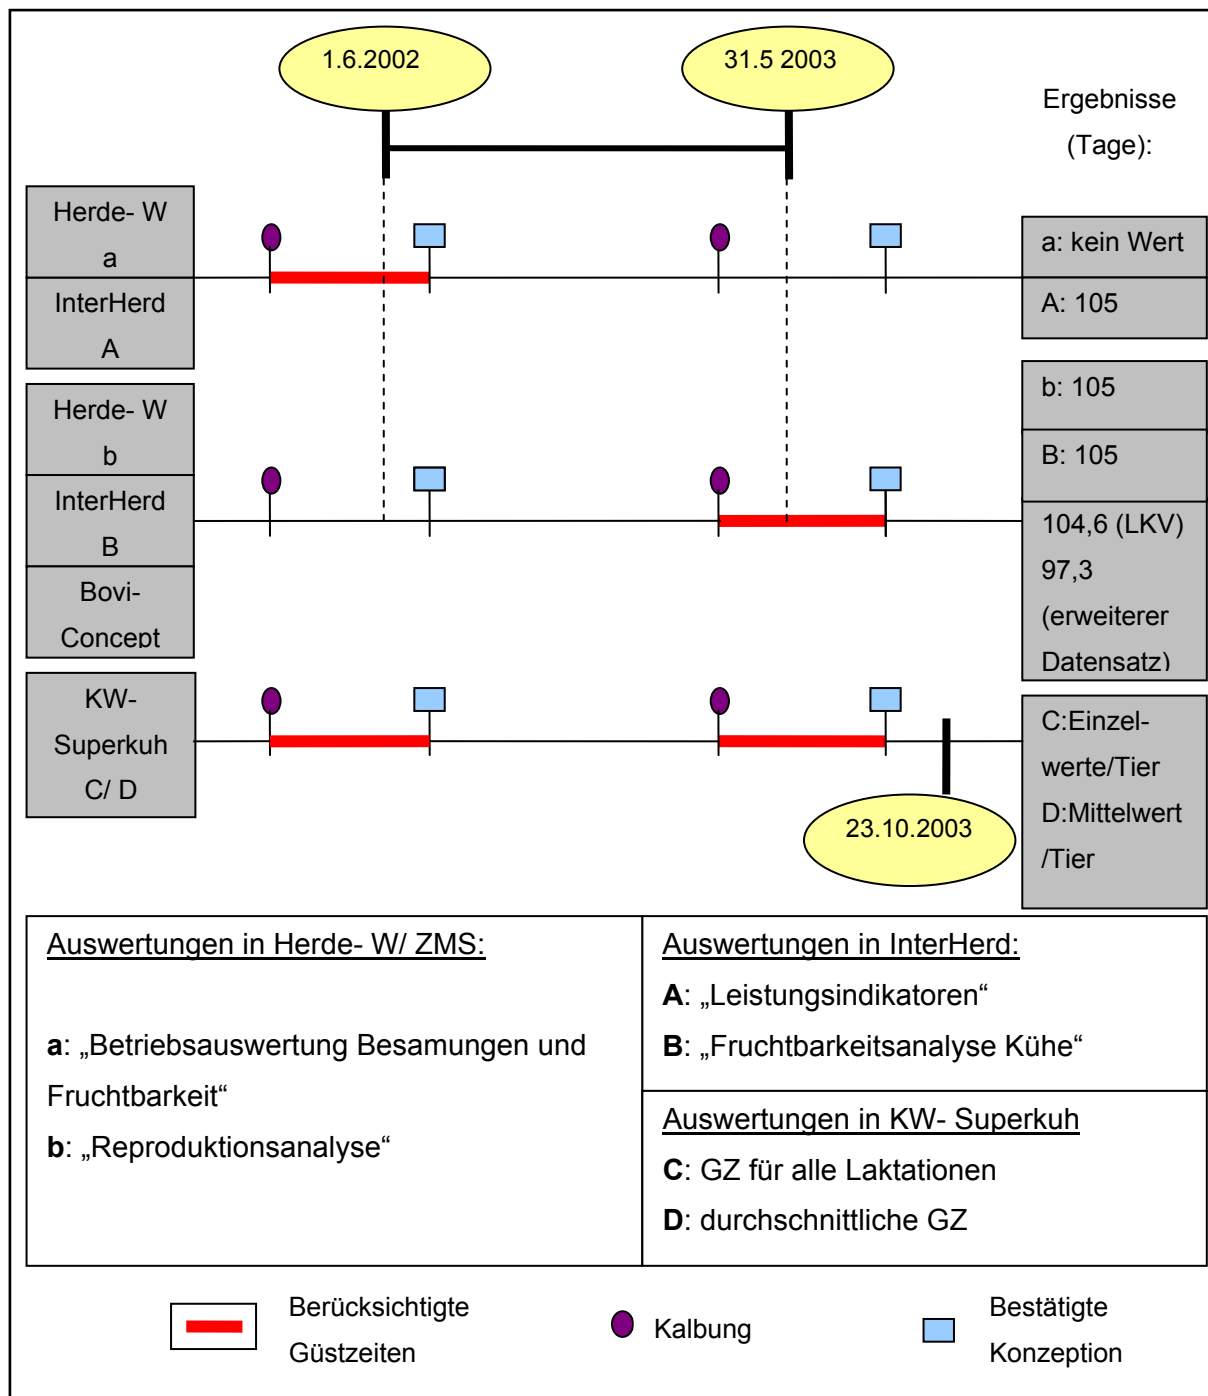 1.6.2002
31.5 2003
Ergebnisse
(Tage):
Herde- W
a
InterHerd
A
a: kein Wert
A: 105
Herde- W
b
InterHerd
B
Bovi-
Concept
b: 105
B: 105
104,6 (LKV)
97,3
(erweiterer
Datensatz)
KW-
Superkuh
C/ D
C:Einzel-
werte/Tier
D:Mittelwert
/Tier
23.10.2003
Auswertungen in Herde- W/ ZMS:
a: „Betriebsauswertung Besamungen und
Fruchtbarkeit“
b: „Reproduktionsanalyse“
Auswertungen in InterHerd:
A: „Leistungsindikatoren“
B: „Fruchtbarkeitsanalyse Kühe“
Auswertungen in KW- Superkuh
C: GZ für alle Laktationen
D: durchschnittliche GZ
Berücksichtigte
Güstzeiten
Kalbung
Bestätigte
Konzeption